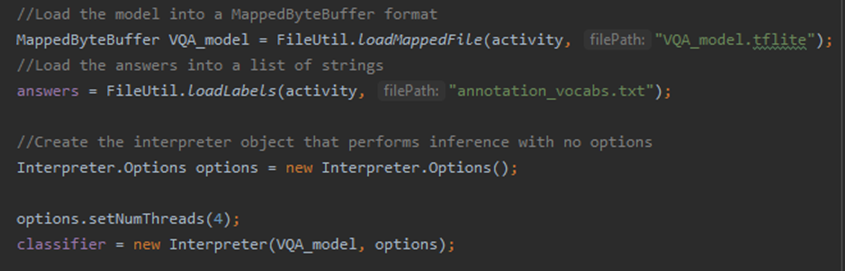 //Load the model into a MappedByteBuffer format
MappedByteBuffer VQA_model = FileUtil.loadMappedFile(activity, filePath: "VQA_model.tflite");
//Load the answers into a list of strings
answers = FileUtil.loadLabels(activity, filePath: "annotation_vocabs.txt");
//Create the interpreter object that performs inference with no options
Interpreter.Options options = new Interpreter.Options();
options.setNumThreads(4);
classifier = new Interpreter(VQA_model, options);